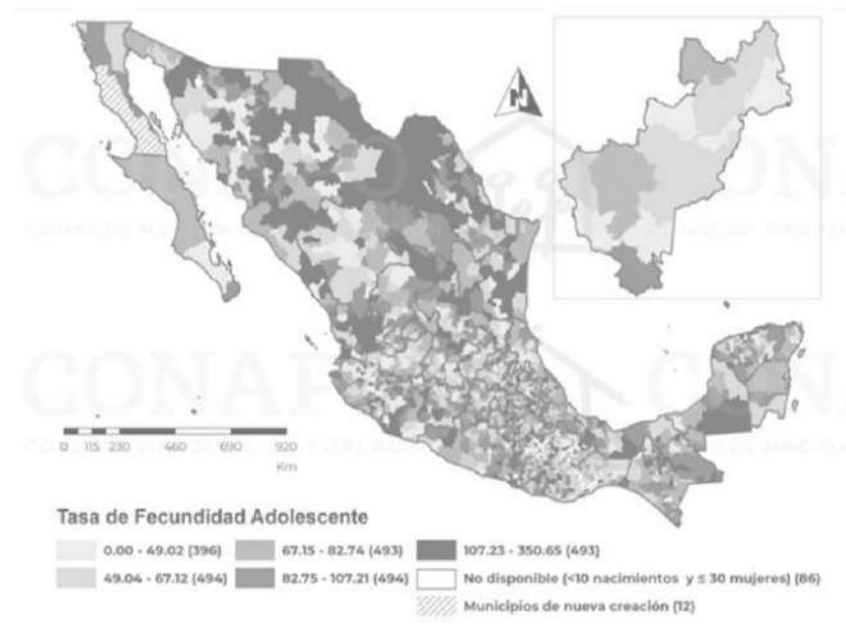 N
CONAPO
0 115 230 460 690 920
Km
Tasa de Fecundidad Adolescente
0.00 - 49.02 (396)
67.15 - 82.74 (493)
107.23 - 350.65 (493)
49.04 - 67.12 (494)
82.75 - 107.21 (494)
No disponible (<10 nacimientos y ≤ 30 mujeres) (86)
Municipios de nueva creación (12)